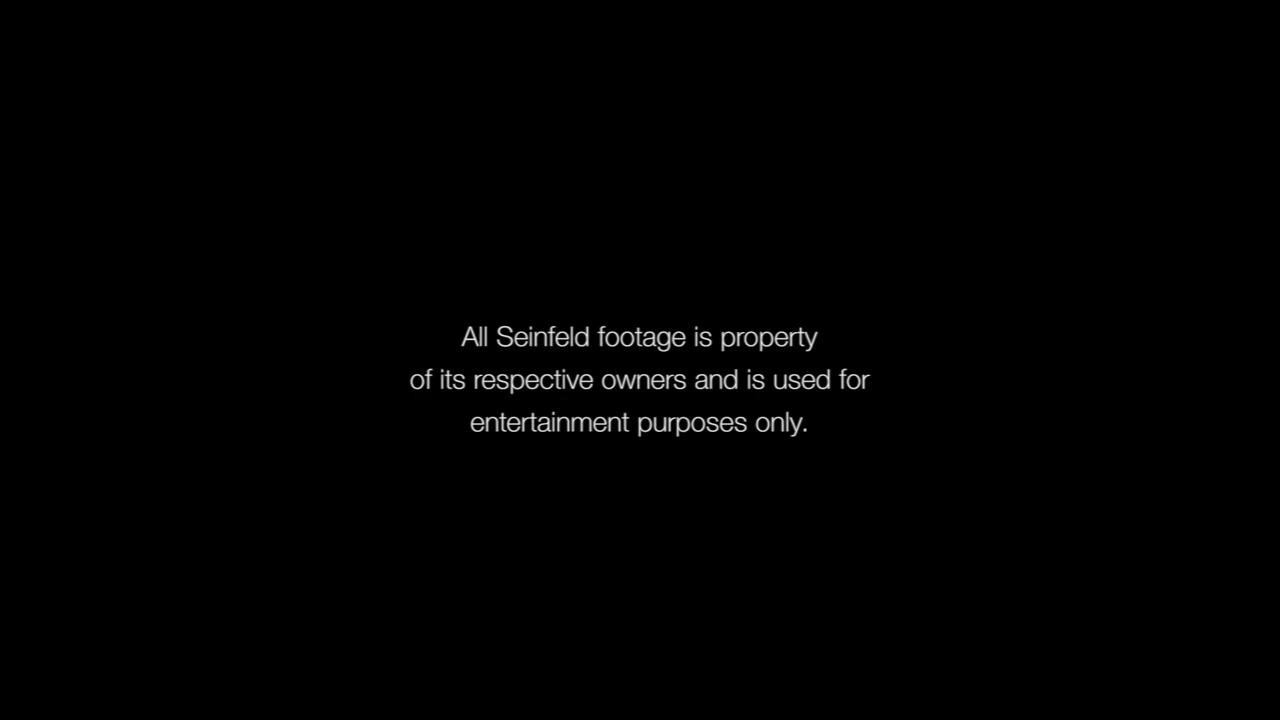 All Seinfeld footage is property
of its respective owners and is used for
entertainment purposes only.